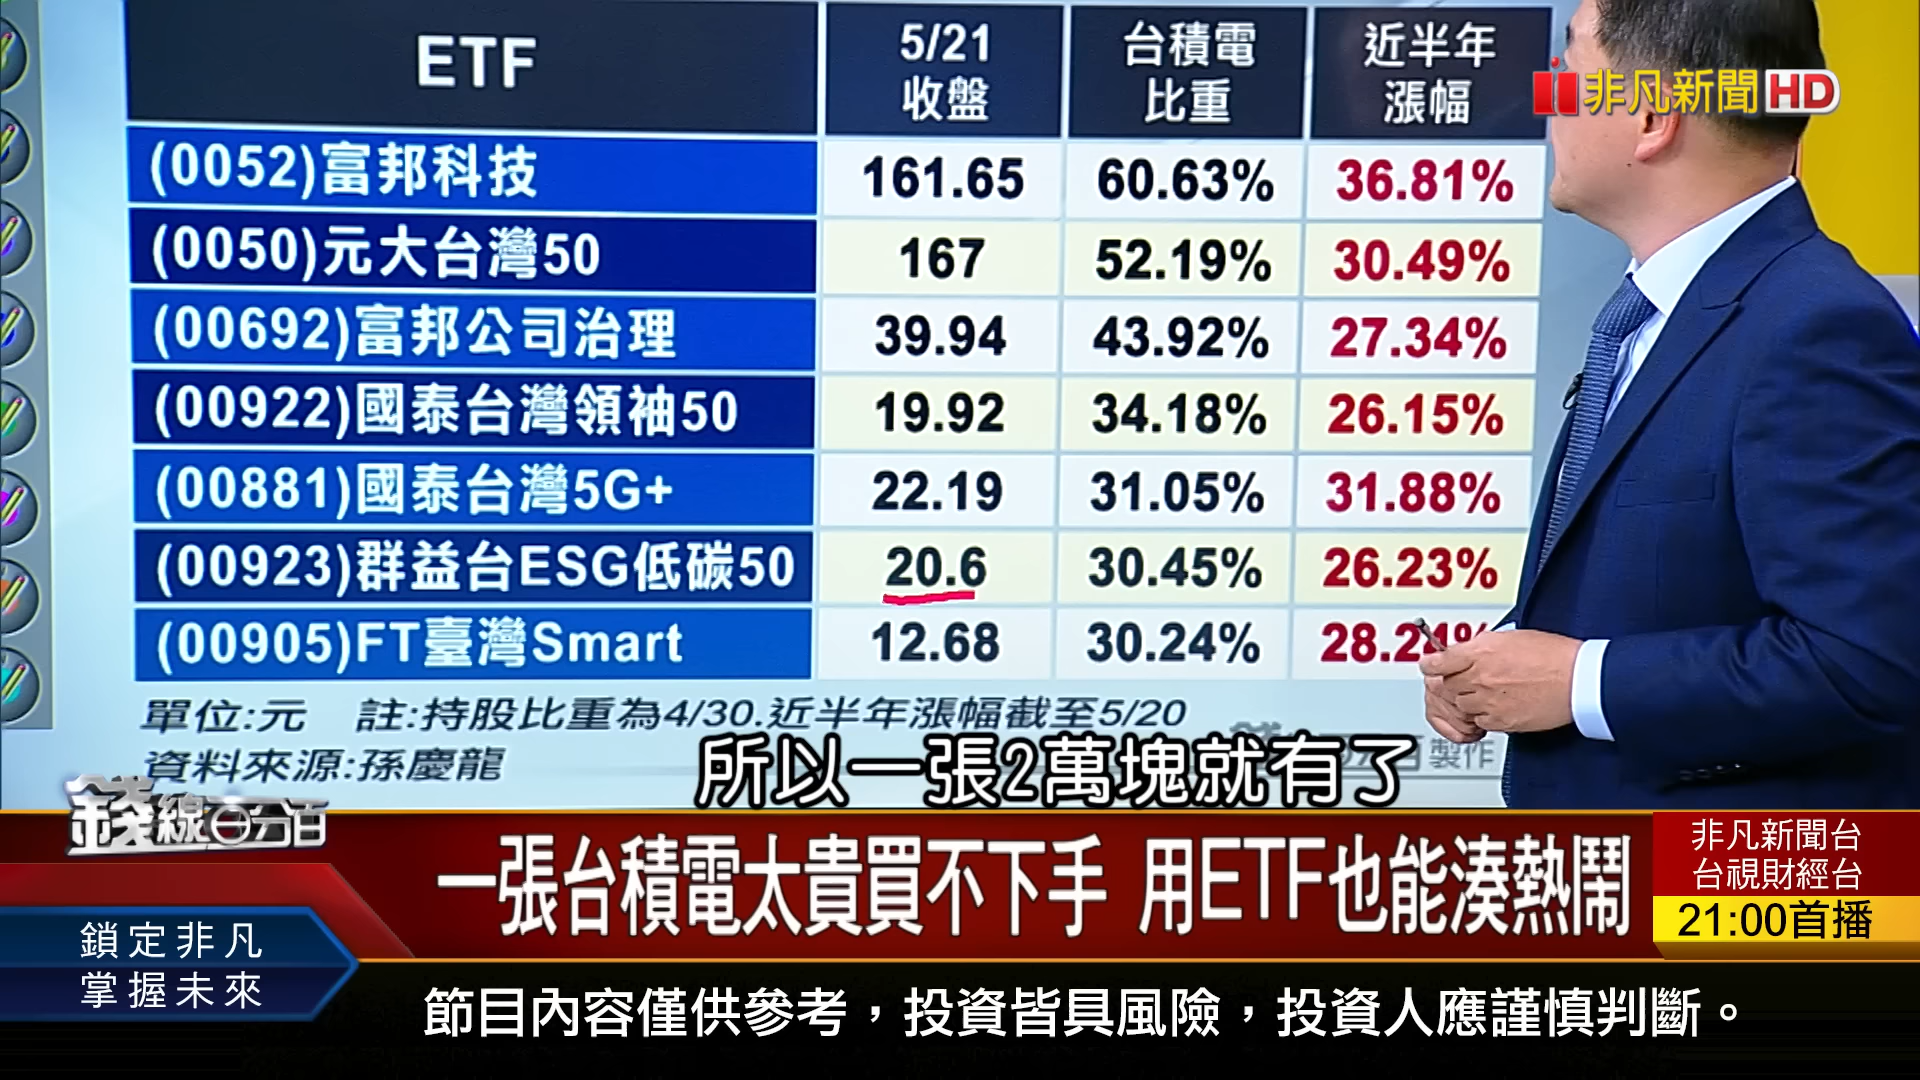 ETF 5/21 收盤 台積電 比重 近半年 漲幅
非凡新聞HD
(0052)富邦科技 161.65 60.63% 36.81%
(0050)元大台灣50 167 52.19% 30.49%
(00692)富邦公司治理 39.94 43.92% 27.34%
(00922)國泰台灣領袖50 19.92 34.18% 26.15%
(00881)國泰台灣5G+ 22.19 31.05% 31.88%
(00923)群益台ESG低碳50 20.6 30.45% 26.23%
(00905)FT臺灣Smart 12.68 30.24% 28.24%
單位:元 註:持股比重為4/30.近半年漲幅截至5/20
資料來源:孫慶龍
製作
所以一張2萬塊就有了
錢線百分百
一張台積電太貴買不下手 用ETF也能湊熱鬧
非凡新聞台
台視財經台
21:00首播
鎖定非凡
掌握未來
節目內容僅供參考，投資皆具風險，投資人應謹慎判斷。